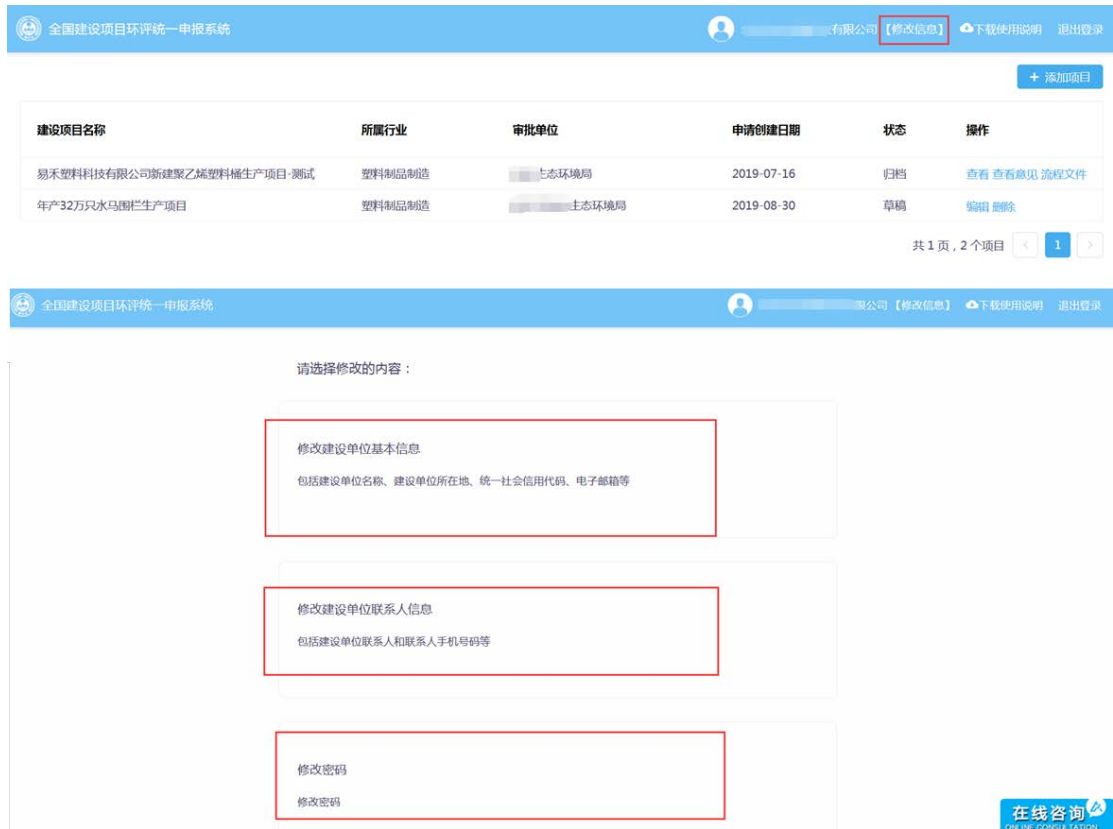 全国建设项目环评统一申报系统 有限公司【修改信息】 下载使用说明 退出登录
+ 添加项目
建设项目名称 所属行业 审批单位 申请创建日期 状态 操作
易禾塑料科技有限公司新建聚乙烯塑料桶生产项目-测试 塑料制品制造 生态环境局 2019-07-16 归档 查看 查看意见 流程文件
年产32万只水马围栏生产项目 塑料制品制造 生态环境局 2019-08-30 草稿 编辑 删除
共 1 页，2 个项目 < 1 >
全国建设项目环评统一申报系统 限公司【修改信息】 下载使用说明 退出登录
请选择修改的内容：
修改建设单位基本信息
包括建设单位名称、建设单位所在地、统一社会信用代码、电子邮箱等
修改建设单位联系人信息
包括建设单位联系人和联系人手机号码等
修改密码
修改密码
在线咨询
ONLINE CONSULTATION